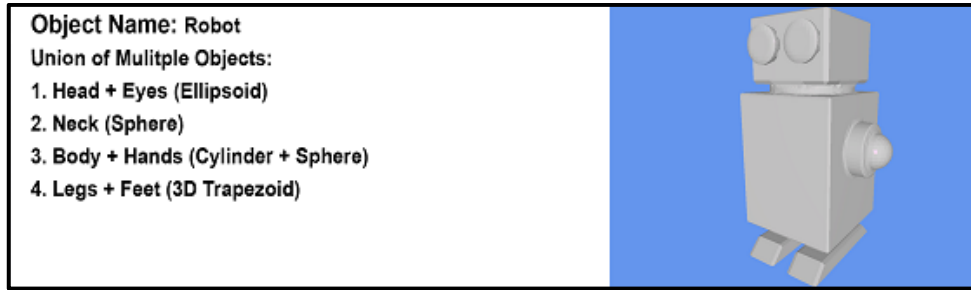 Object Name: Robot
Union of Mulitple Objects:
1. Head + Eyes (Ellipsoid)
2. Neck (Sphere)
3. Body + Hands (Cylinder + Sphere)
4. Legs + Feet (3D Trapezoid)